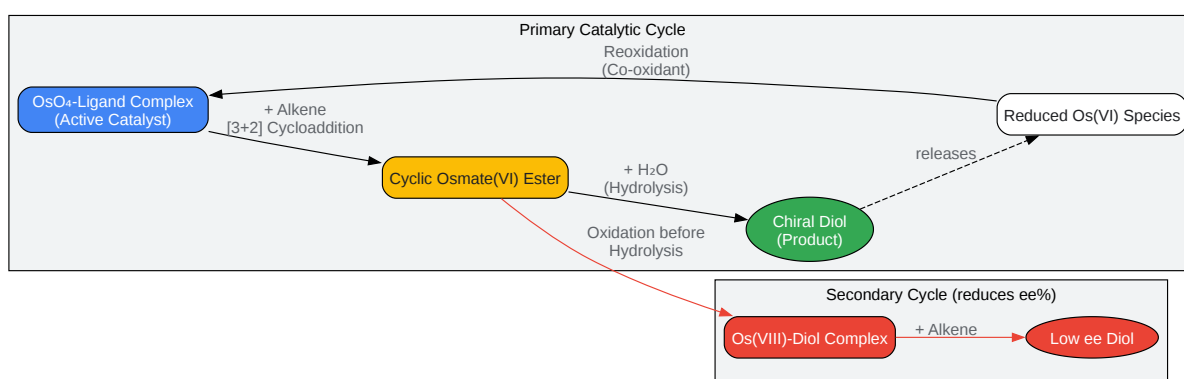 Primary Catalytic Cycle
Reoxidation
(Co-oxidant)
OsO₄-Ligand Complex
(Active Catalyst)
+ Alkene
[3+2] Cycloaddition
Reduced Os(VI) Species
releases
Cyclic Osmate(VI) Ester
+ H₂O
(Hydrolysis)
Chiral Diol
(Product)
Oxidation before
Hydrolysis
Secondary Cycle (reduces ee%)
Os(VIII)-Diol Complex
+ Alkene
Low ee Diol